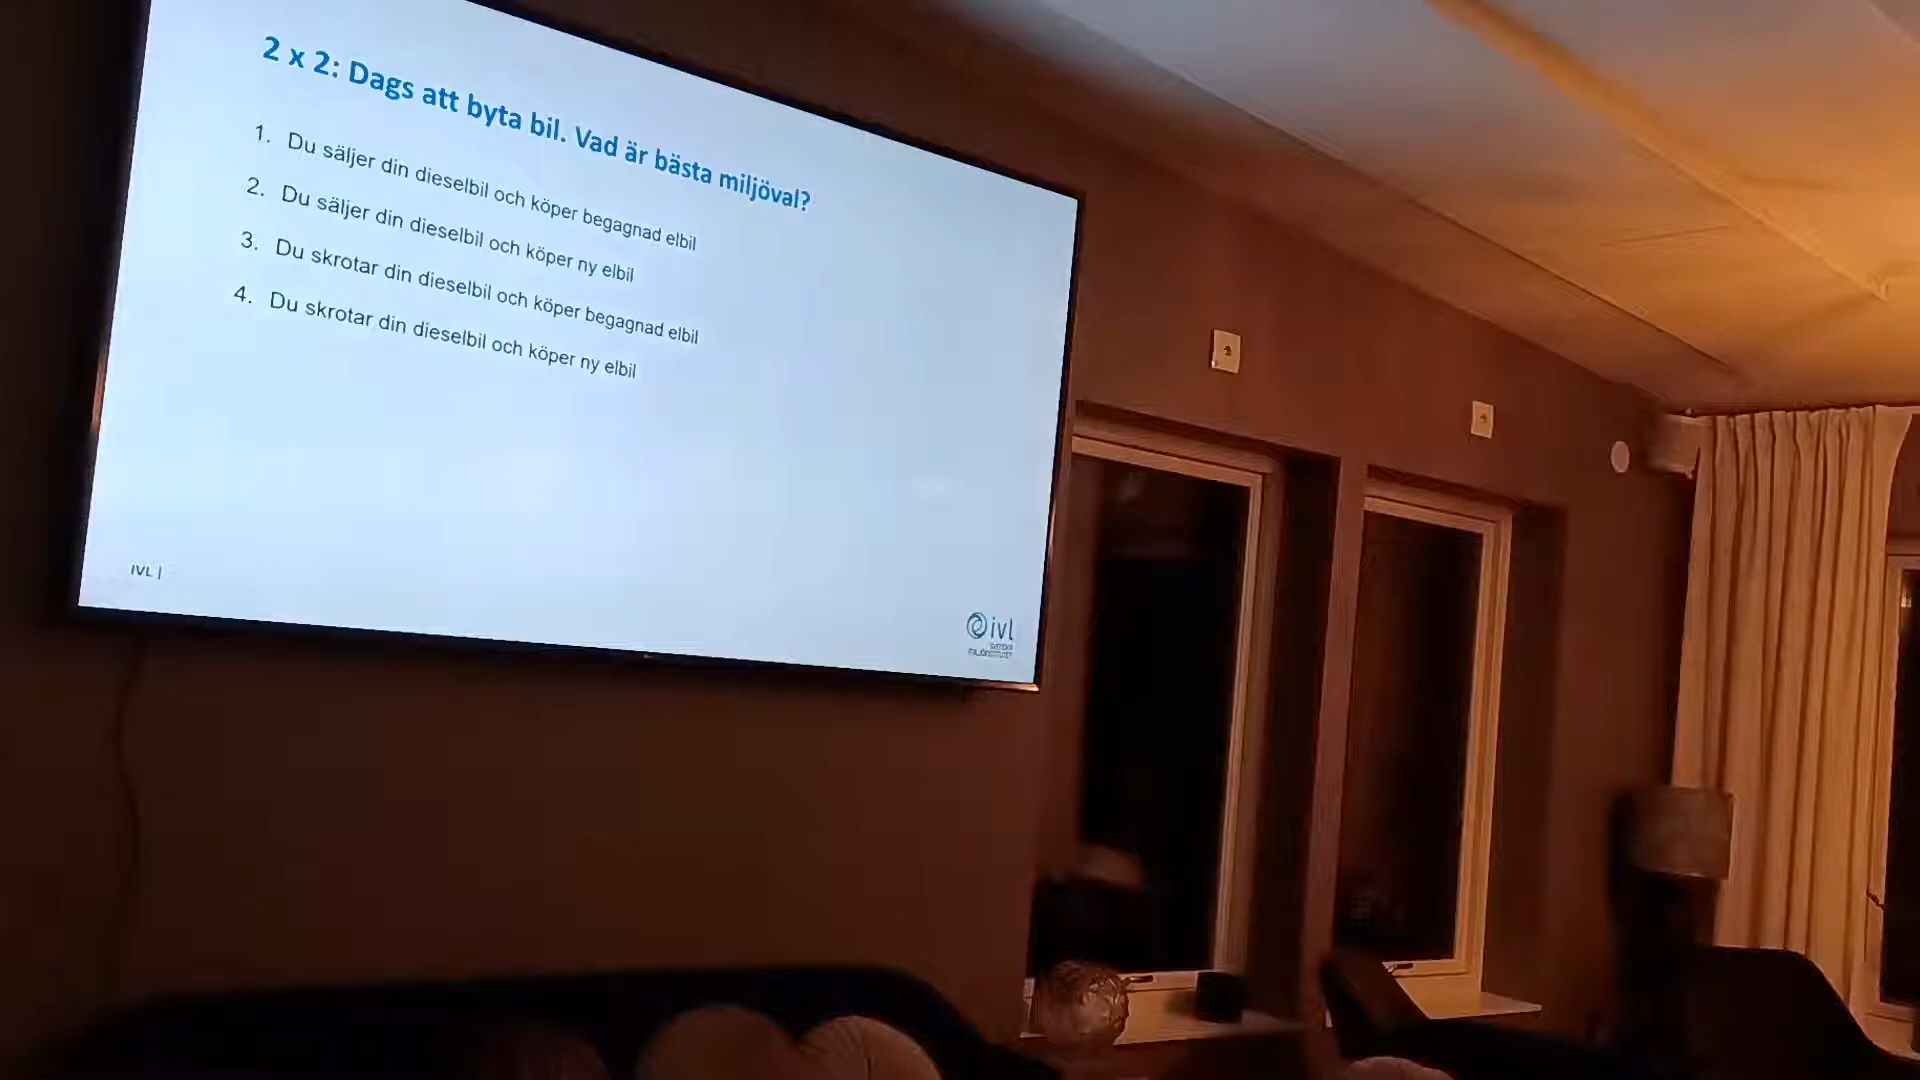 2 x 2: Dags att byta bil. Vad är bästa miljöval?
1. Du säljer din dieselbil och köper begagnad elbil
2. Du säljer din dieselbil och köper ny elbil
3. Du skrotar din dieselbil och köper begagnad elbil
4. Du skrotar din dieselbil och köper ny elbil
IVL |
ivl
SVENSKA
MILJÖINSTITUTET